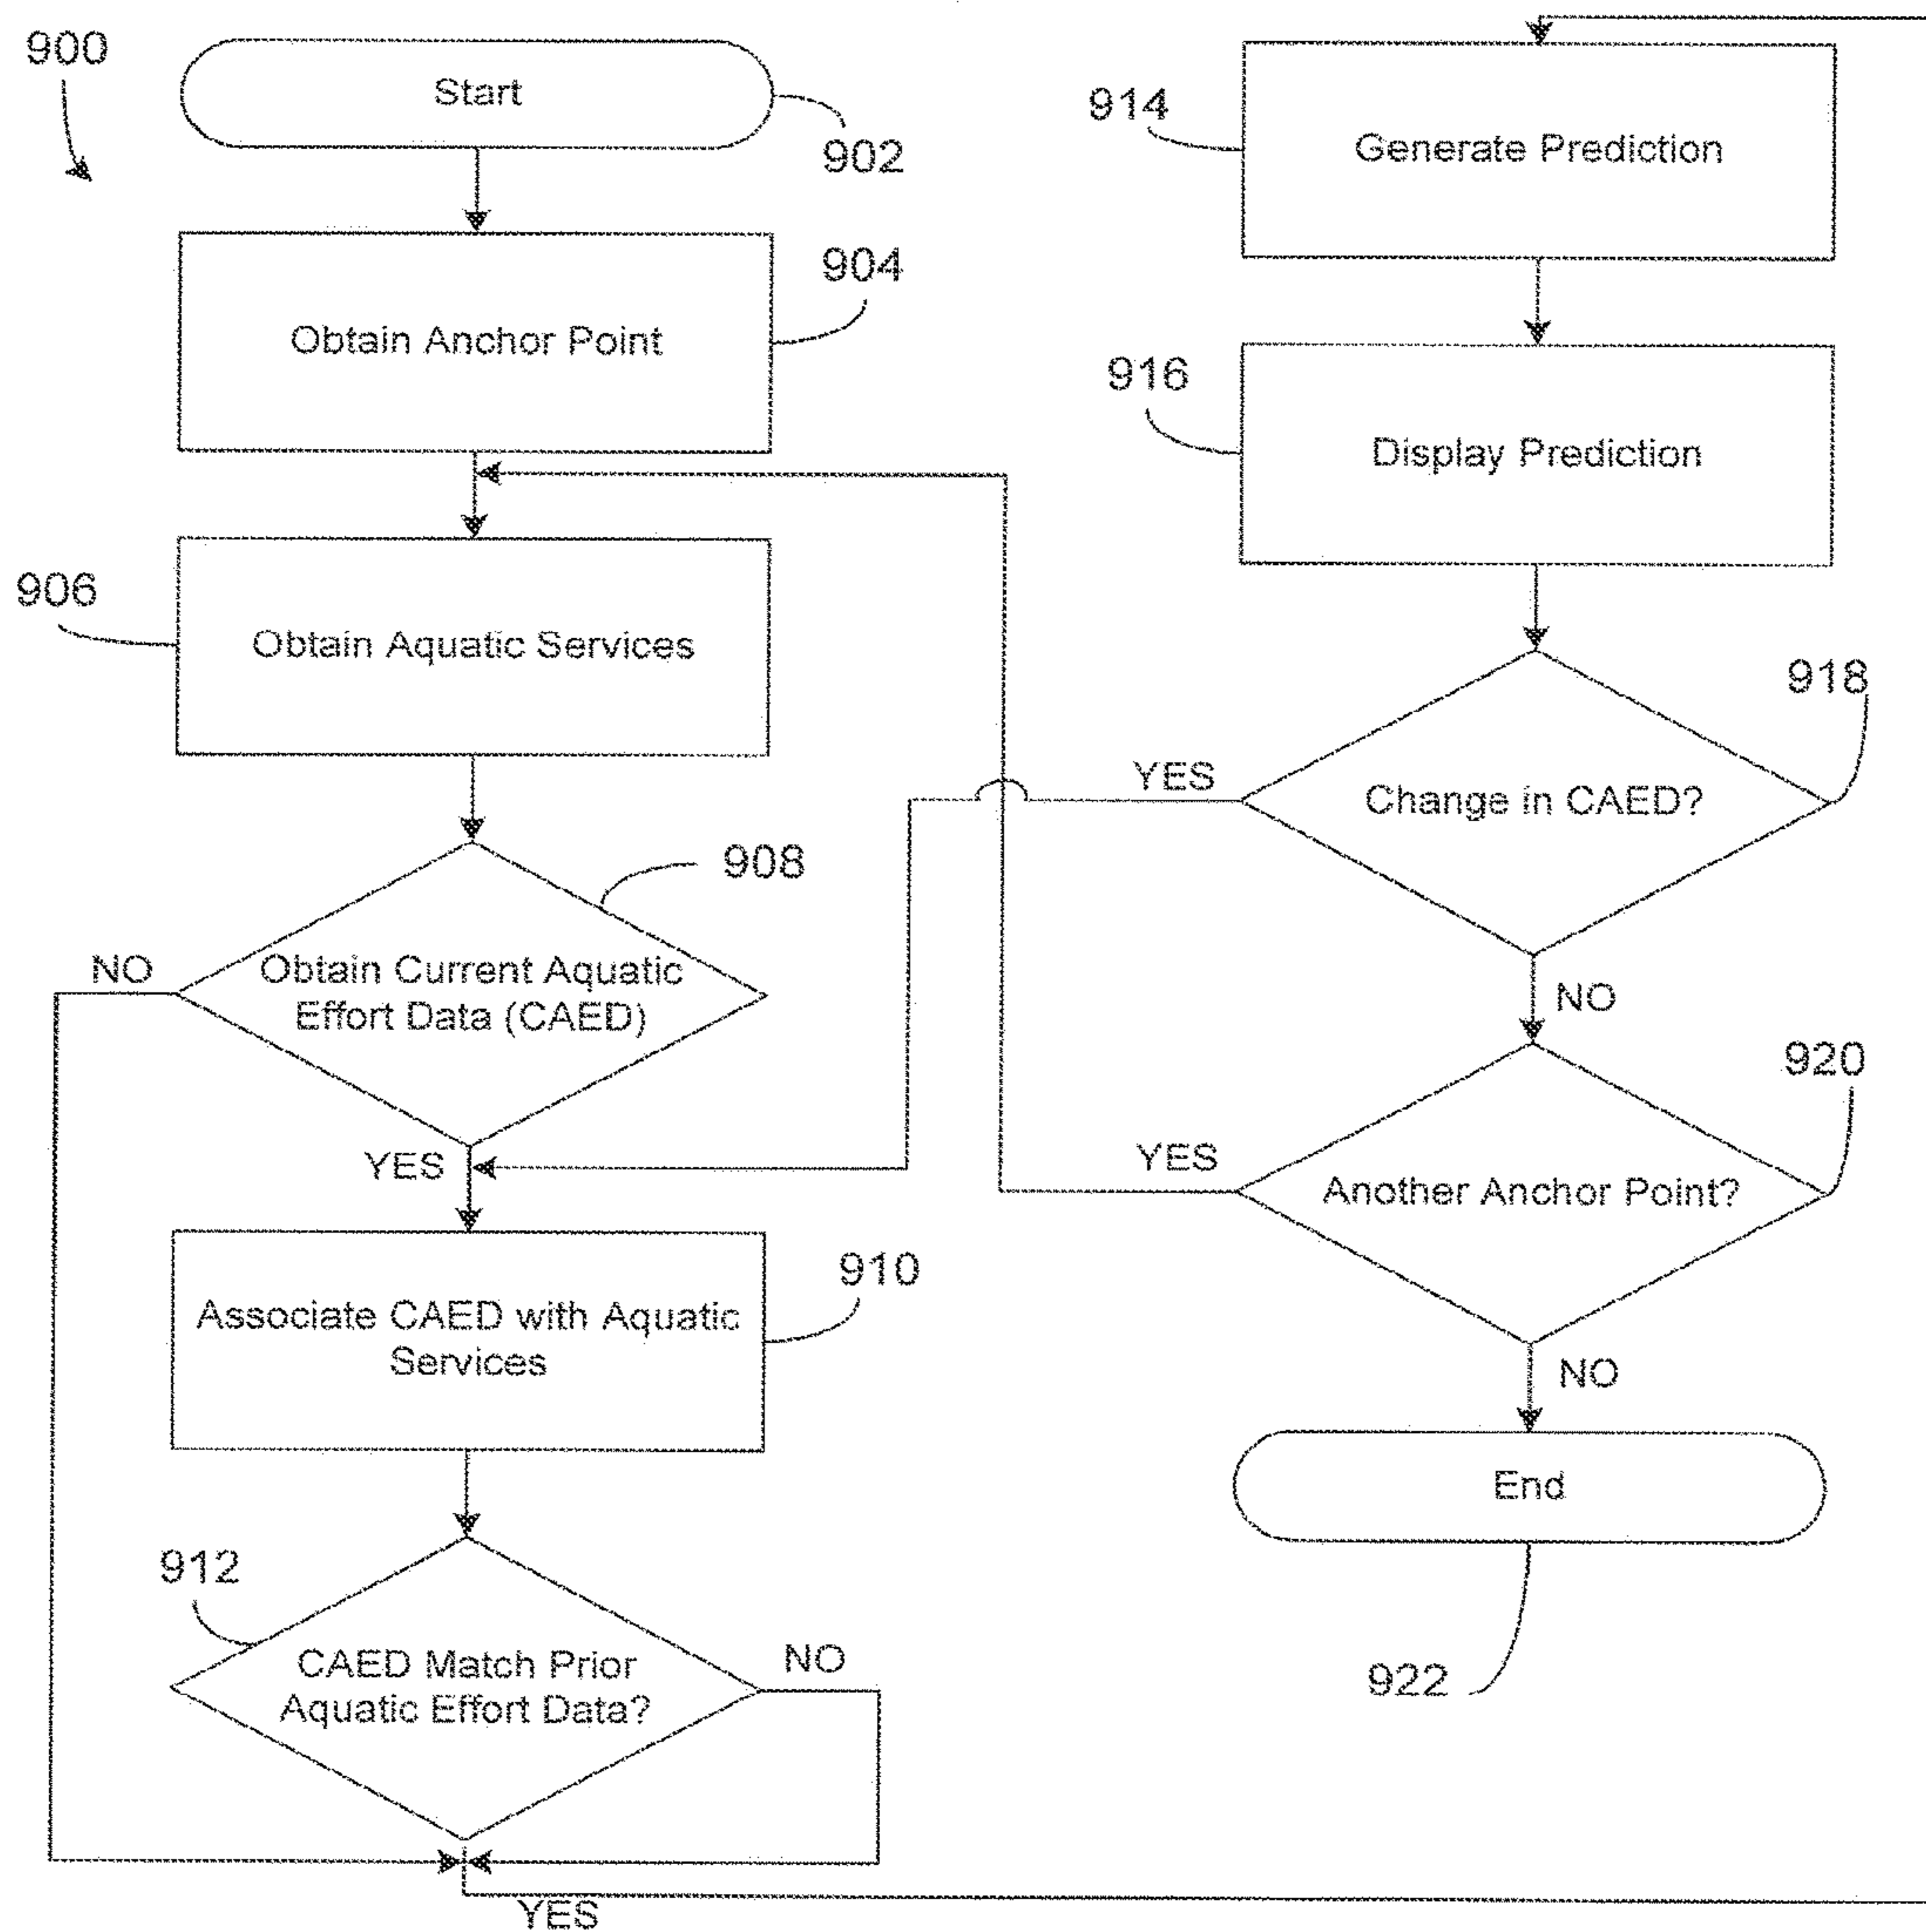 900
Start
902
Obtain Anchor Point
904
Obtain Aquatic Services
906
908
NO
Obtain Current Aquatic
Effort Data (CAED)
YES
Associate CAED with Aquatic
Services
910
912
CAED Match Prior
Aquatic Effort Data?
NO
YES
914
Generate Prediction
916
Display Prediction
918
YES
Change in CAED?
NO
920
YES
Another Anchor Point?
NO
End
922